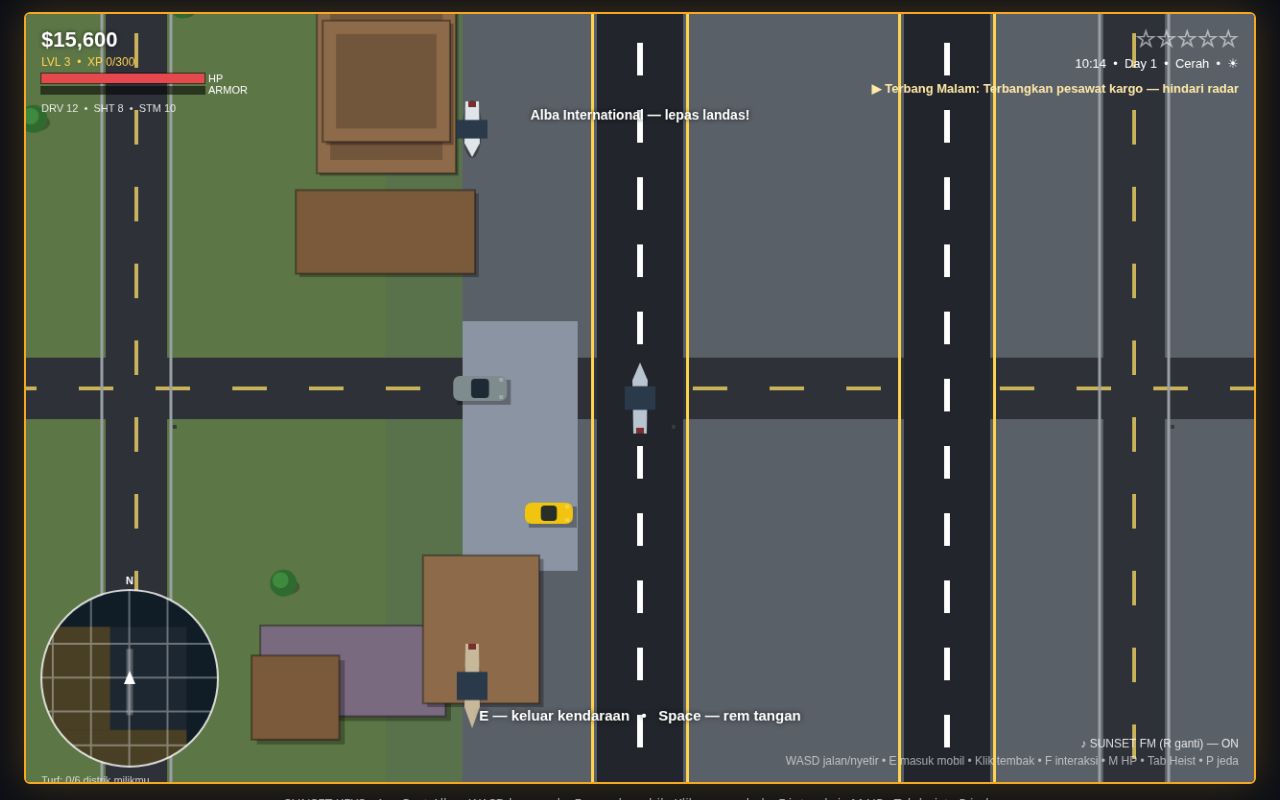 $15,600
LVL 3 • XP 0/300
HP
ARMOR
DRV 12 • SHT 8 • STM 10
☆☆☆☆☆
10:14 • Day 1 • Cerah • ☀
▶ Terbang Malam: Terbangkan pesawat kargo — hindari radar
Alba International — lepas landas!
N
E — keluar kendaraan • Space — rem tangan
♪ SUNSET FM (R ganti) — ON
WASD jalan/nyetir • E masuk mobil • Klik tembak • F interaksi • M HP • Tab Heist • P jeda
Turf: 0/6 distrik milikmu